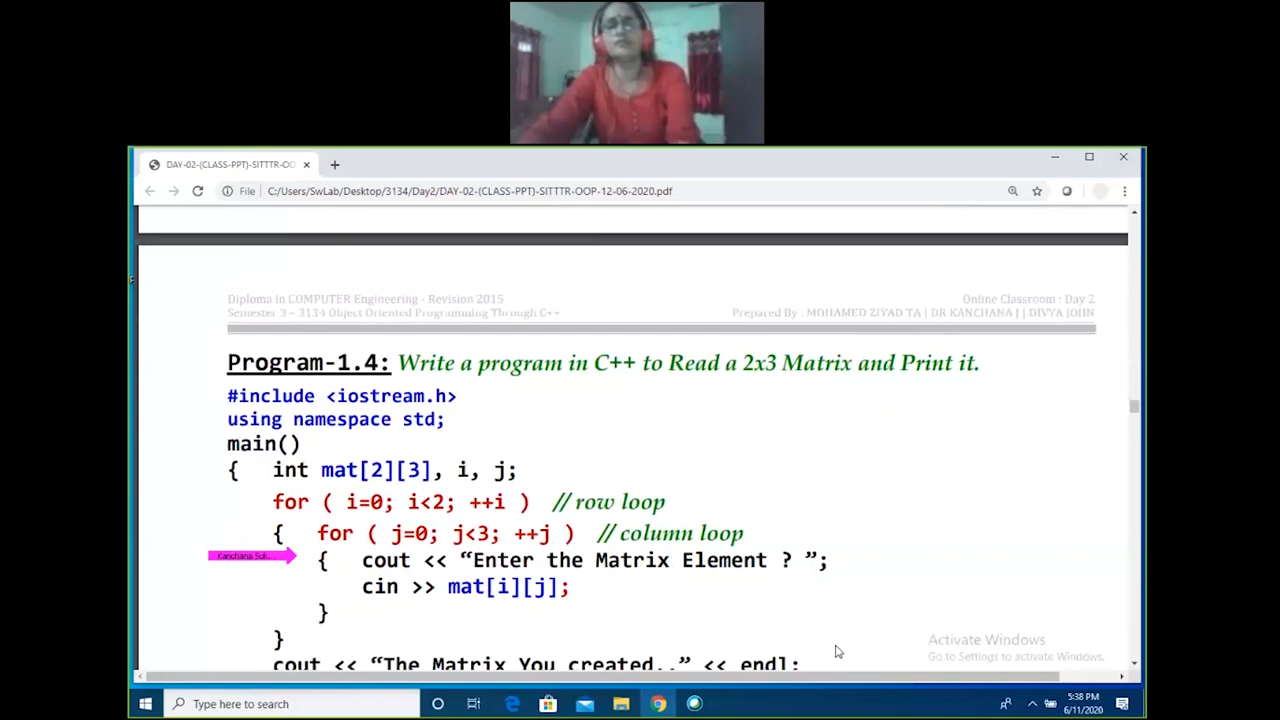 DAY-02-(CLASS-PPT)-SITTTR-OO
File
C:/Users/SwLab/Desktop/3134/Day2/DAY-02-(CLASS-PPT)-SITTTR-OOP-12-06-2020.pdf
Diploma in COMPUTER Engineering - Revision 2015
Online Classroom : Day 2
Semester 3 – 3134 Object Oriented Programming Through C++
Prepared By : MOHAMED ZIYAD TA | DR KANCHANA J | DIVYA JOHN
Program-1.4: Write a program in C++ to Read a 2x3 Matrix and Print it.
#include <iostream.h>
using namespace std;
main()
{ int mat[2][3], i, j;
for ( i=0; i<2; ++i ) // row loop
{ for ( j=0; j<3; ++j ) // column loop
Kanchana Suk...
{ cout << “Enter the Matrix Element ? ”;
cin >> mat[i][j];
}
}
cout << “The Matrix You created..” << endl;
Activate Windows
Go to Settings to activate Windows.
Type here to search
5:38 PM
6/11/2020